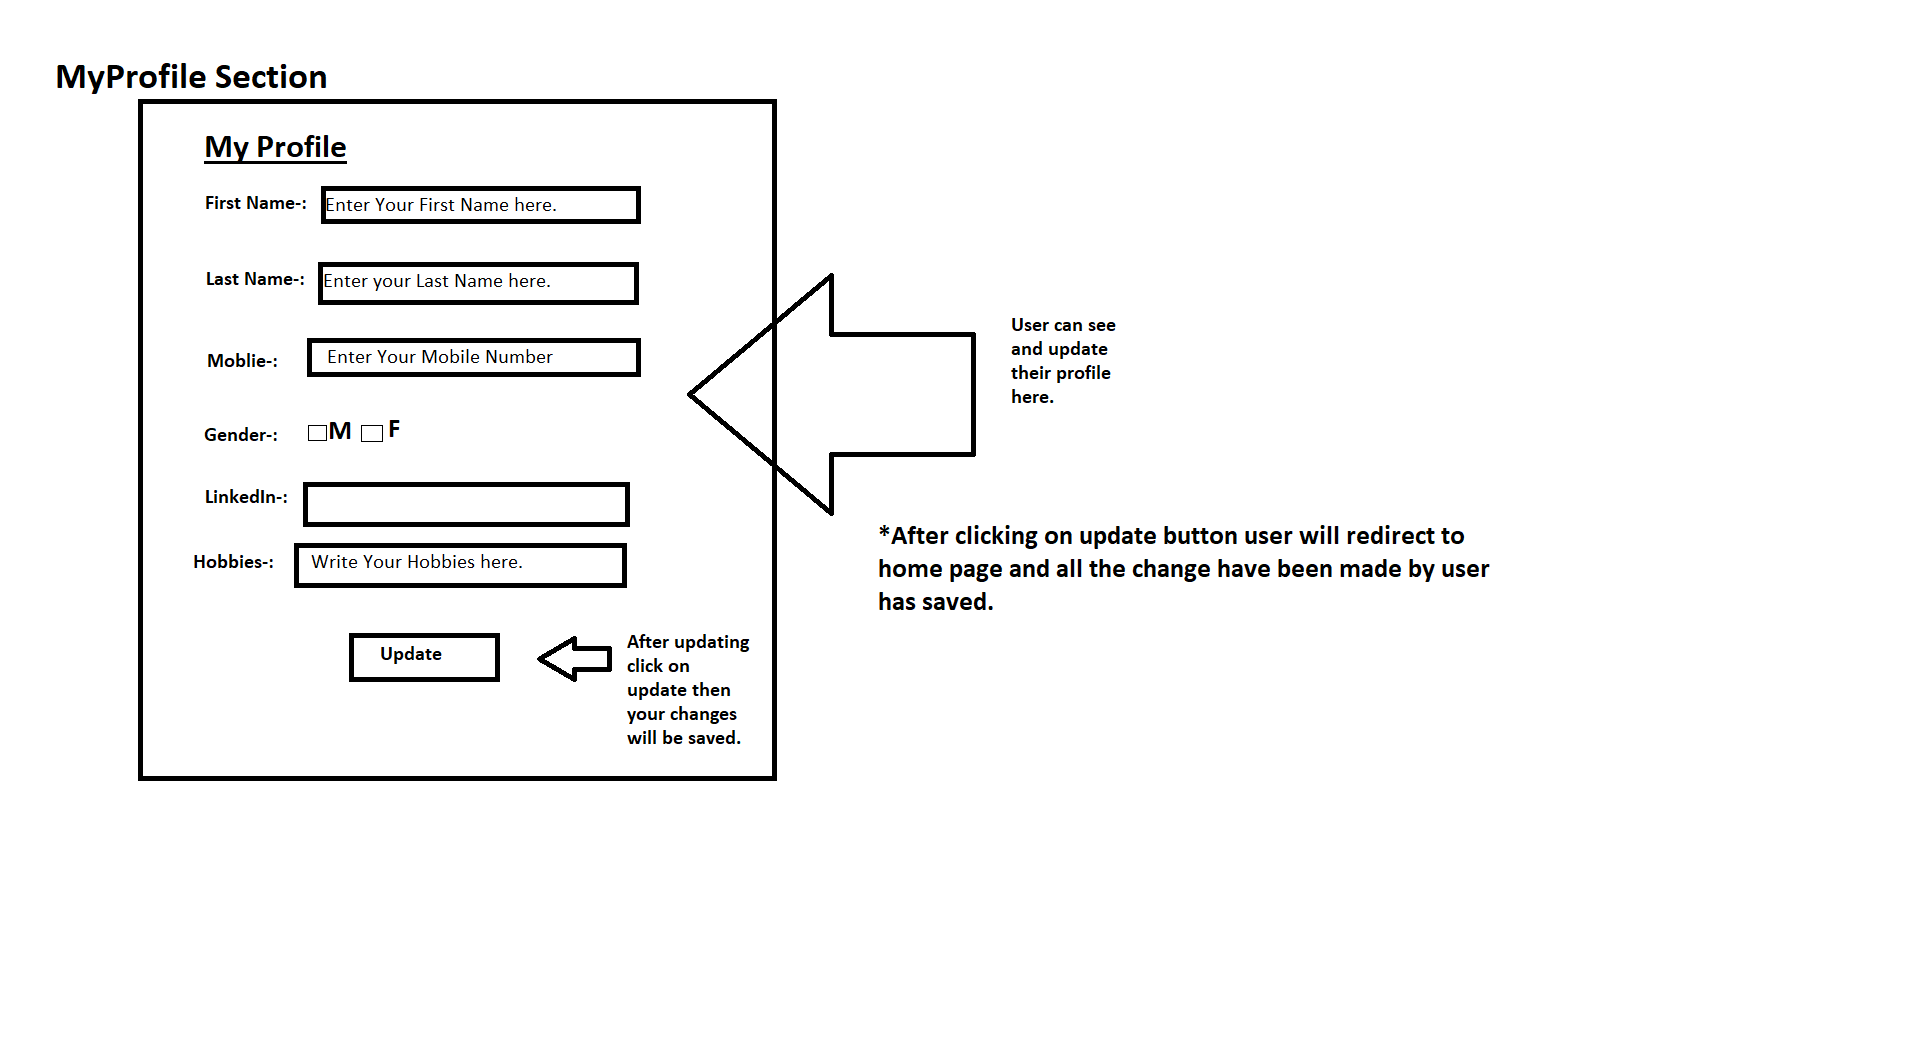 MyProfile Section
My Profile
First Name-: Enter Your First Name here.
Last Name-: Enter your Last Name here.
Moblie-: Enter Your Mobile Number
Gender-: M F
LinkedIn-:
Hobbies-: Write Your Hobbies here.
Update
After updating
click on
update then
your changes
will be saved.
User can see
and update
their profile
here.
*After clicking on update button user will redirect to
home page and all the change have been made by user
has saved.